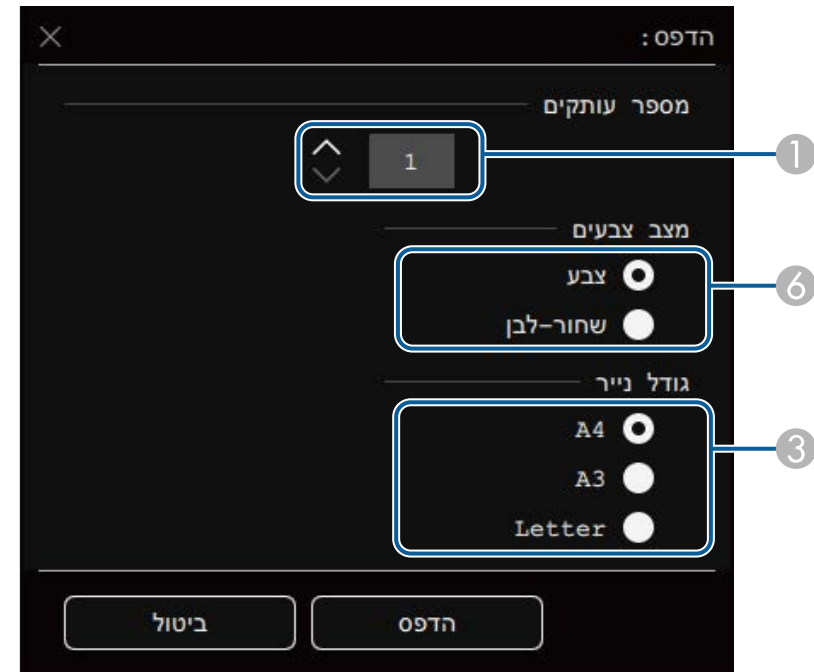 הדפס:
מספר עותקים
1
1
מצב צבעים
צבע
6
שחור-לבן
גודל נייר
A4
3
A3
Letter
הדפס
ביטול